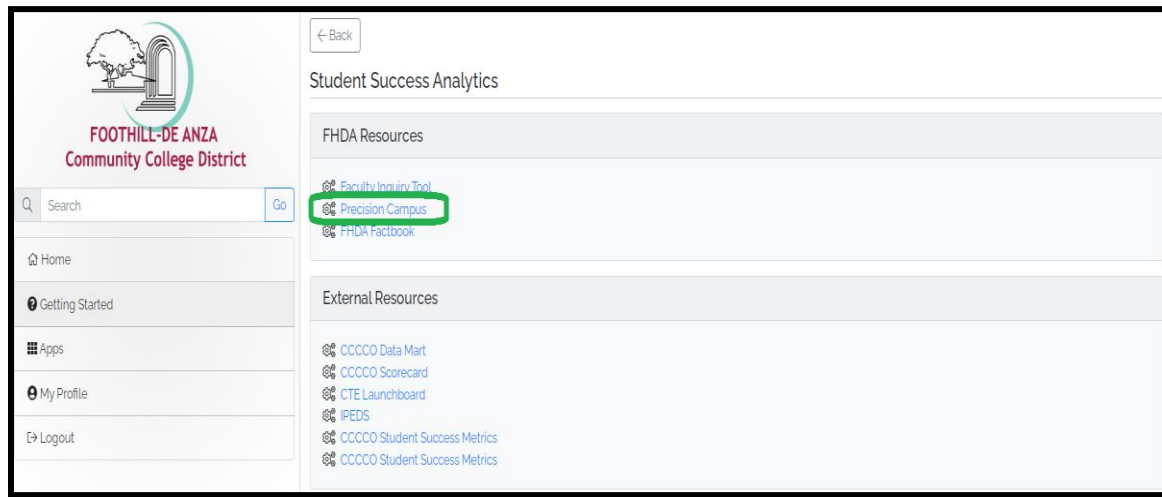 FOOTHILL-DE ANZA
Community College District
Search
Go
Home
Getting Started
Apps
My Profile
Logout
← Back
Student Success Analytics
FHDA Resources
Faculty Inquiry Tool
Precision Campus
FHDA Factbook
External Resources
CCCCO Data Mart
CCCCO Scorecard
CTE Launchboard
IPEDS
CCCCO Student Success Metrics
CCCCO Student Success Metrics